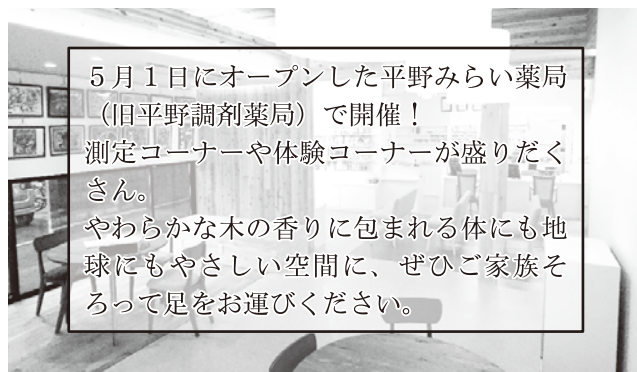 ５月１日にオープンした平野みらい薬局
（旧平野調剤薬局）で開催！
測定コーナーや体験コーナーが盛りだく
さん。
やわらかな木の香りに包まれる体にも地
球にもやさしい空間に、ぜひご家族そ
ろって足をお運びください。